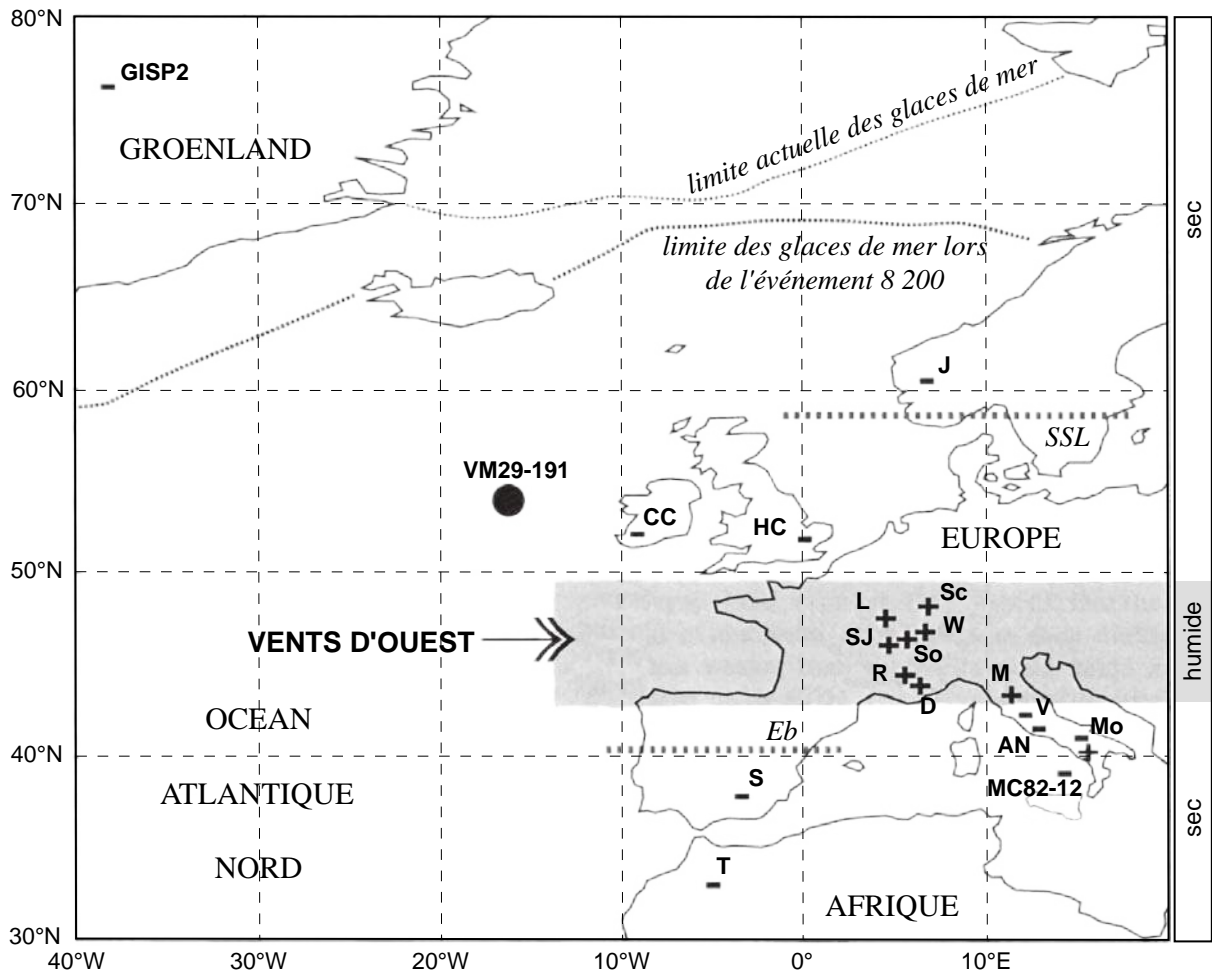 80°N
GISP2
GROENLAND
limite actuelle des glaces de mer
70°N
sec
limite des glaces de mer lors
de l'événement 8 200
J
60°N
SSL
VM29-191
CC
HC
EUROPE
50°N
L
Sc
W
VENTS D'OUEST
SJ
So
humide
R
M
D
V
OCEAN
Mo
Eb
AN
40°N
S
MC82-12
ATLANTIQUE
sec
NORD
T
AFRIQUE
30°N
40°W
30°W
20°W
10°W
0°
10°E